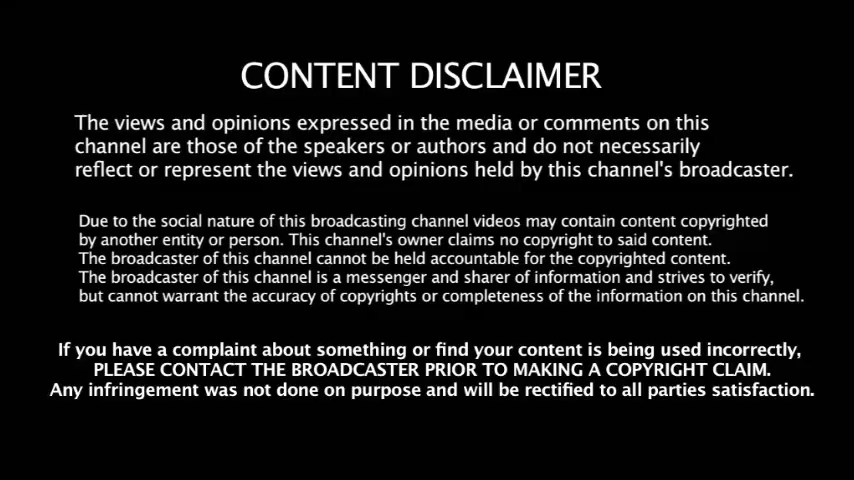 CONTENT DISCLAIMER
The views and opinions expressed in the media or comments on this
channel are those of the speakers or authors and do not necessarily
reflect or represent the views and opinions held by this channel's broadcaster.
Due to the social nature of this broadcasting channel videos may contain content copyrighted
by another entity or person. This channel's owner claims no copyright to said content.
The broadcaster of this channel cannot be held accountable for the copyrighted content.
The broadcaster of this channel is a messenger and sharer of information and strives to verify,
but cannot warrant the accuracy of copyrights or completeness of the information on this channel.
If you have a complaint about something or find your content is being used incorrectly,
PLEASE CONTACT THE BROADCASTER PRIOR TO MAKING A COPYRIGHT CLAIM.
Any infringement was not done on purpose and will be rectified to all parties satisfaction.